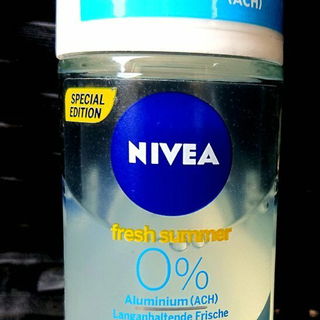 (ACH)
SPECIAL
EDITION
NIVEA
fresh summer
0%
Aluminium (ACH)
Langanhaltende Frische